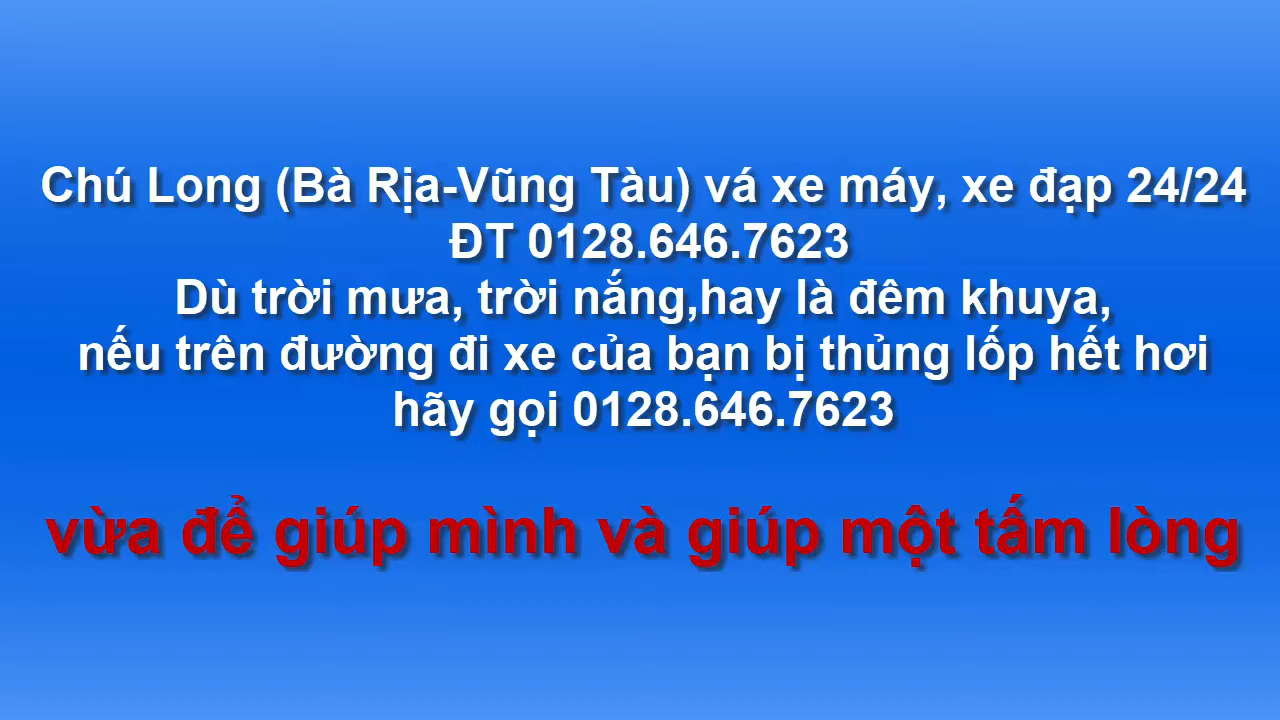 Chú Long (Bà Rịa-Vũng Tàu) vá xe máy, xe đạp 24/24
ĐT 0128.646.7623
Dù trời mưa, trời nắng,hay là đêm khuya,
nếu trên đường đi xe của bạn bị thủng lốp hết hơi
hãy gọi 0128.646.7623
vừa để giúp mình và giúp một tấm lòng